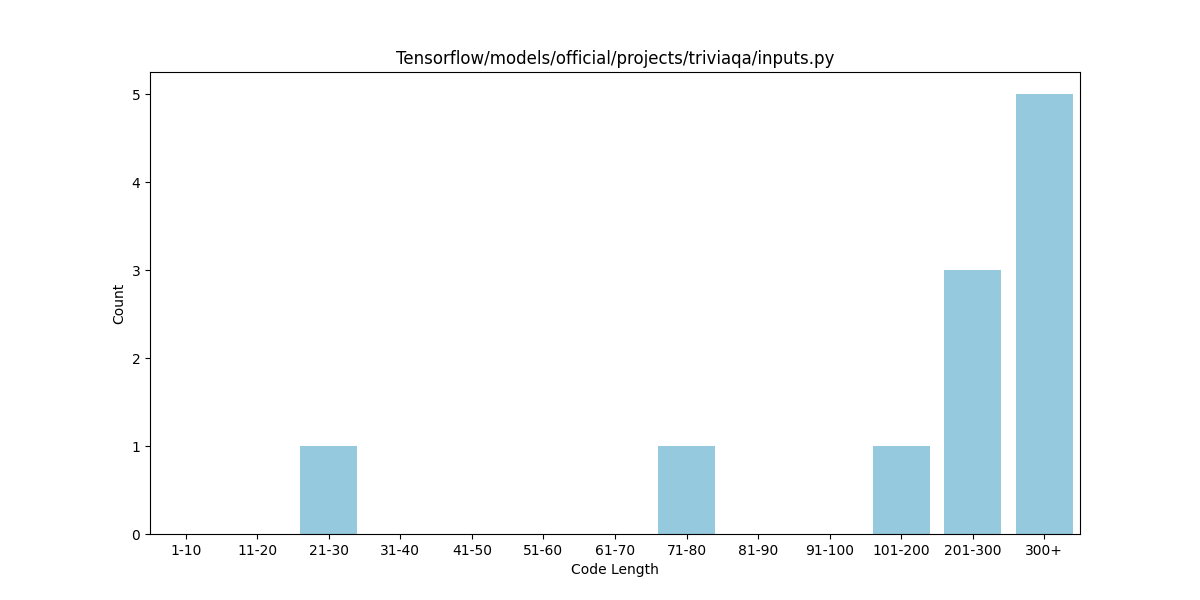 Tensorflow/models/official/projects/triviaqa/inputs.py
5
4
3
2
1
0
Count
1-10 11-20 21-30 31-40 41-50 51-60 61-70 71-80 81-90 91-100 101-200 201-300 300+
Code Length